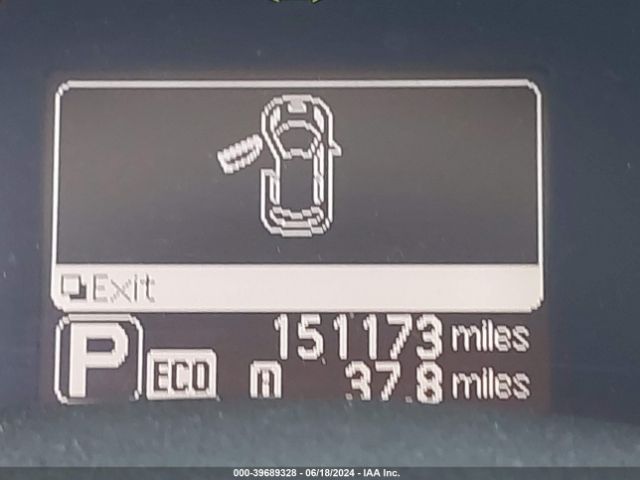 Exit
151173 miles
P ECO A 37.8 miles
000-39689328 - 06/18/2024 - IAA Inc.